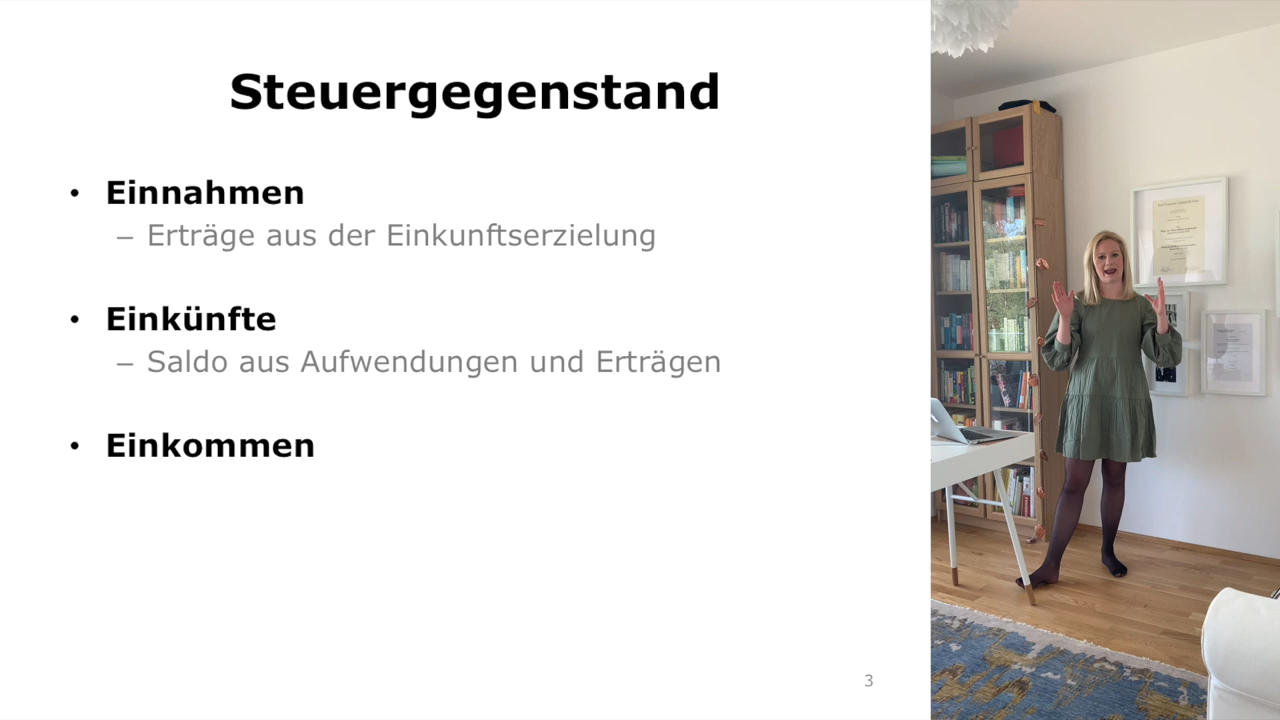 Steuergegenstand
• Einnahmen
– Erträge aus der Einkunftserzielung
• Einkünfte
– Saldo aus Aufwendungen und Erträgen
• Einkommen
3